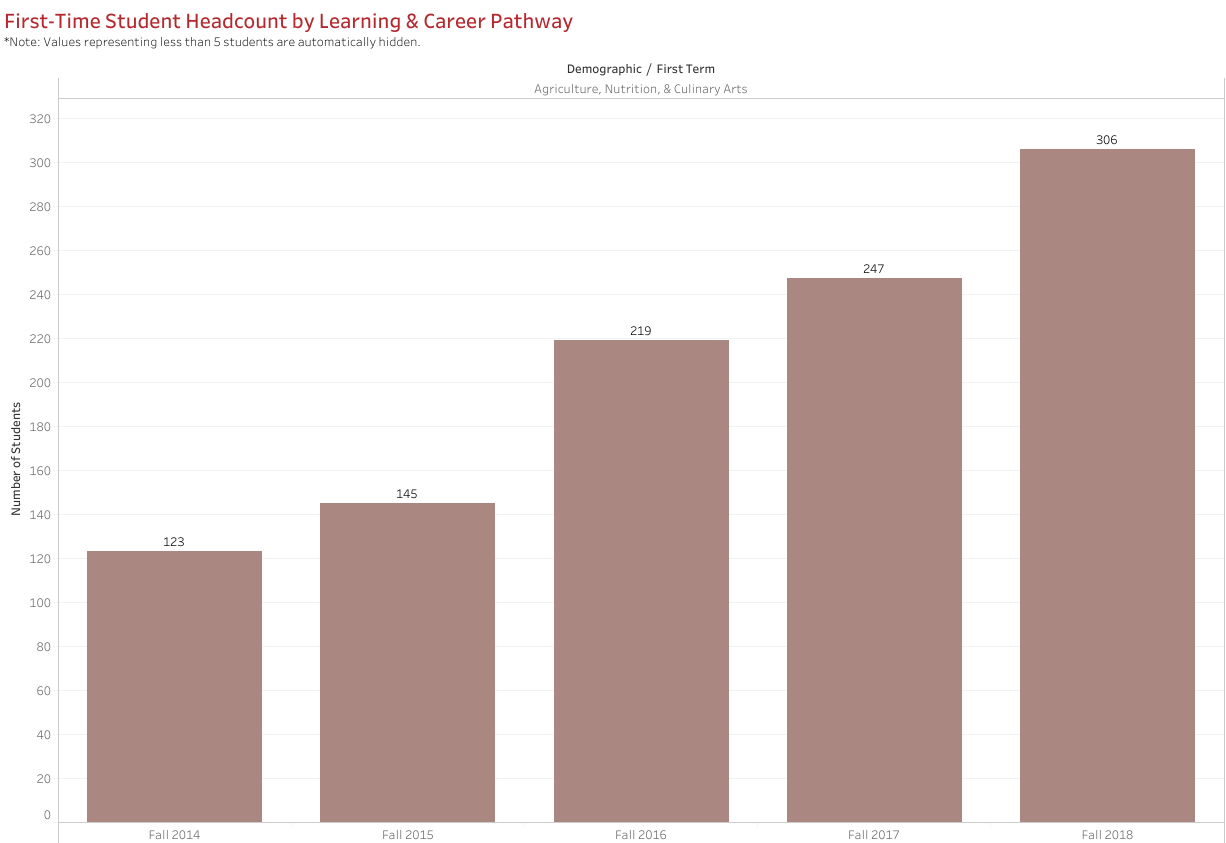 First-Time Student Headcount by Learning & Career Pathway
*Note: Values representing less than 5 students are automatically hidden.
Demographic / First Term
Agriculture, Nutrition, & Culinary Arts
Number of Students
320
300
280
260
240
220
200
180
160
140
120
100
80
60
40
20
0
123
145
219
247
306
Fall 2014
Fall 2015
Fall 2016
Fall 2017
Fall 2018